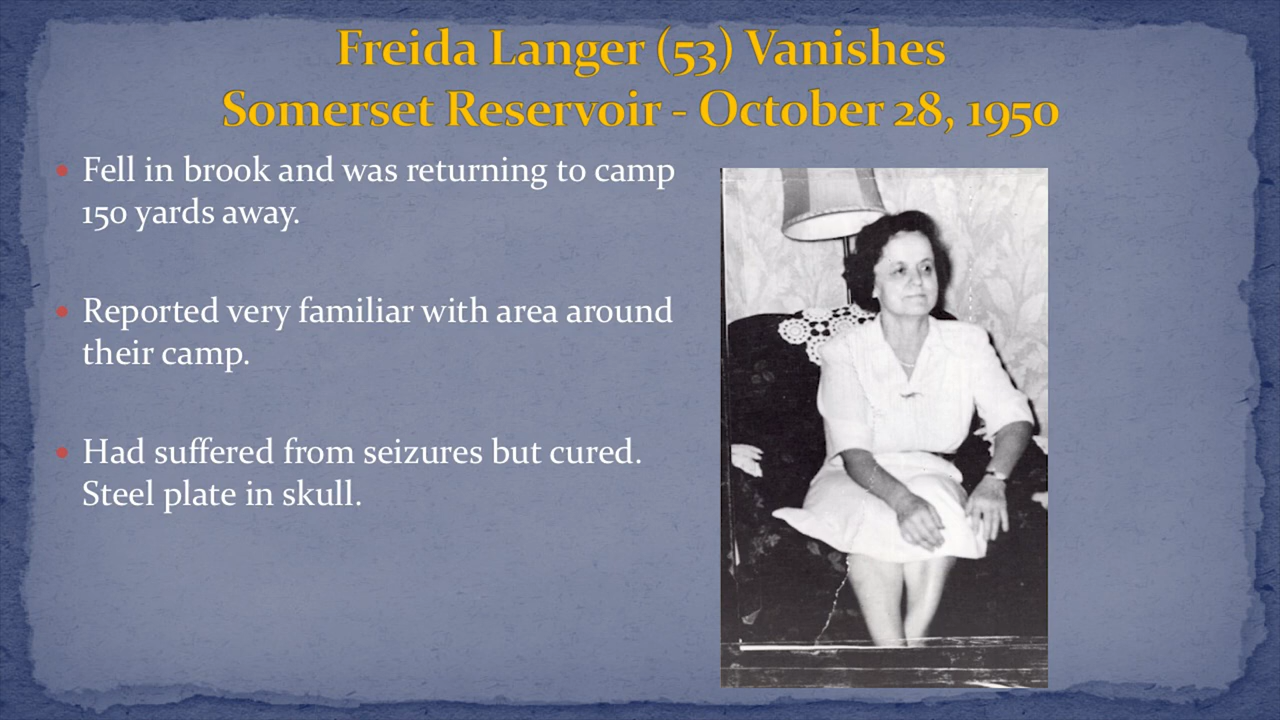 Freida Langer (53) Vanishes
Somerset Reservoir - October 28, 1950
• Fell in brook and was returning to camp
150 yards away.
• Reported very familiar with area around
their camp.
• Had suffered from seizures but cured.
Steel plate in skull.